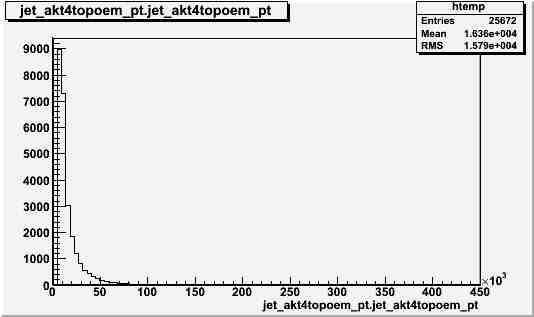 jet_akt4topoem_pt.jet_akt4topoem_pt
htemp
Entries 25672
Mean 1.636e+004
RMS 1.579e+004
9000
8000
7000
6000
5000
4000
3000
2000
1000
0
0 50 100 150 200 250 300 350 400 450
×10³
jet_akt4topoem_pt.jet_akt4topoem_pt